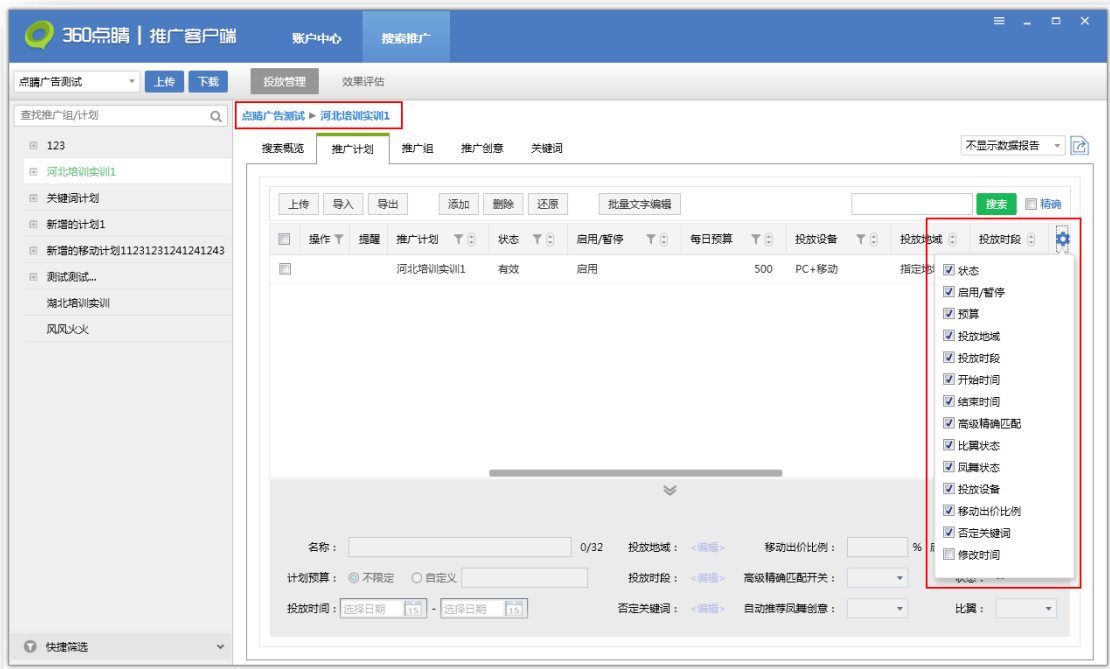 360点睛 | 推广客户端 账户中心 搜索推广
点睛广告测试 上传 下载 投放管理 效果评估
查找推广组/计划
123
河北培训实训1
关键词计划
新增的计划1
新增的移动计划11231231241241243
测试测试...
湖北培训实训
风风火火
快捷筛选
点睛广告测试 ▶ 河北培训实训1
搜索概览 推广计划 推广组 推广创意 关键词 不显示数据报告
上传 导入 导出 添加 删除 还原 批量文字编辑 搜索 精确
操作 提醒 推广计划 状态 启用/暂停 每日预算 投放设备 投放地域 投放时段
河北培训实训1 有效 启用 500 PC+移动 指定地
状态
启用/暂停
预算
投放地域
投放时段
开始时间
结束时间
高级精确匹配
比翼状态
凤舞状态
投放设备
移动出价比例
否定关键词
修改时间
名称： 0/32 投放地域： <编辑> 移动出价比例： %
计划预算： 不限定 自定义 投放时段： <编辑> 高级精确匹配开关： 状态：
投放时间： 选择日期 15 - 选择日期 15 否定关键词： <编辑> 自动推荐凤舞创意： 比翼：